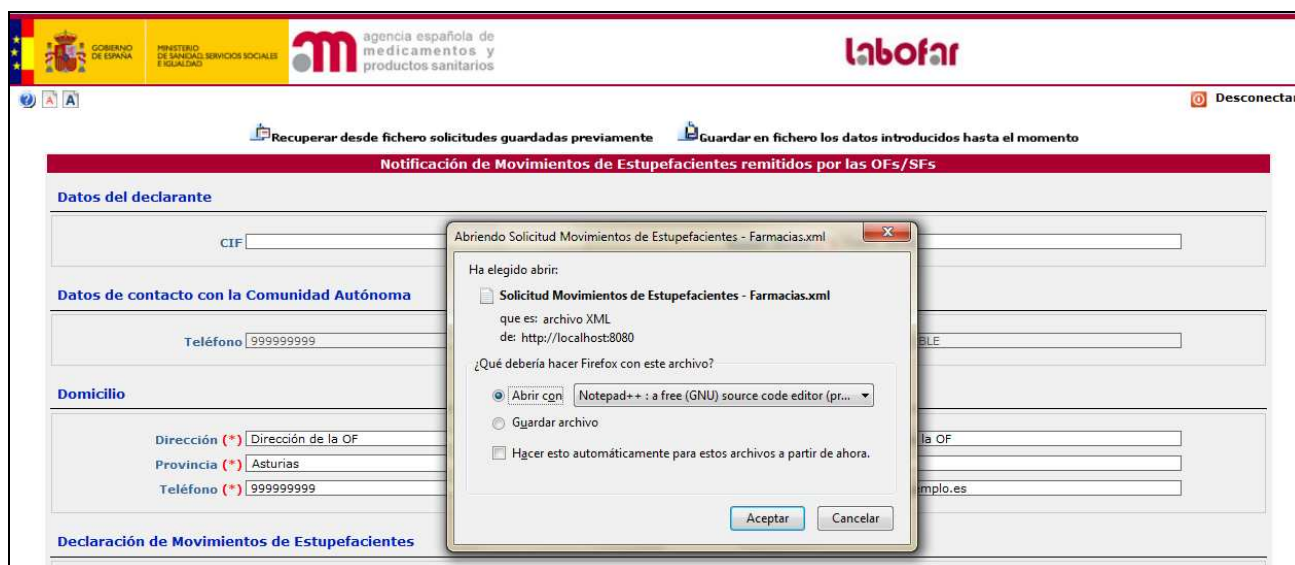 GOBIERNO
DE ESPAÑA
MINISTERIO
DE SANIDAD, SERVICIOS SOCIALES
E IGUALDAD
agencia española de
medicamentos y
productos sanitarios
labofar
Desconectar
Recuperar desde fichero solicitudes guardadas previamente Guardar en fichero los datos introducidos hasta el momento
Notificación de Movimientos de Estupefacientes remitidos por las OFs/SFs
Datos del declarante
CIF
Datos de contacto con la Comunidad Autónoma
Teléfono 999999999 BLE
Domicilio
Dirección (*) Dirección de la OF la OF
Provincia (*) Asturias
Teléfono (*) 999999999 emplo.es
Declaración de Movimientos de Estupefacientes
Abriendo Solicitud Movimientos de Estupefacientes - Farmacias.xml
Ha elegido abrir:
Solicitud Movimientos de Estupefacientes - Farmacias.xml
que es: archivo XML
de: http://localhost:8080
¿Qué debería hacer Firefox con este archivo?
Abrir con Notepad++ : a free (GNU) source code editor (pr...
Guardar archivo
Hacer esto automáticamente para estos archivos a partir de ahora.
Aceptar Cancelar